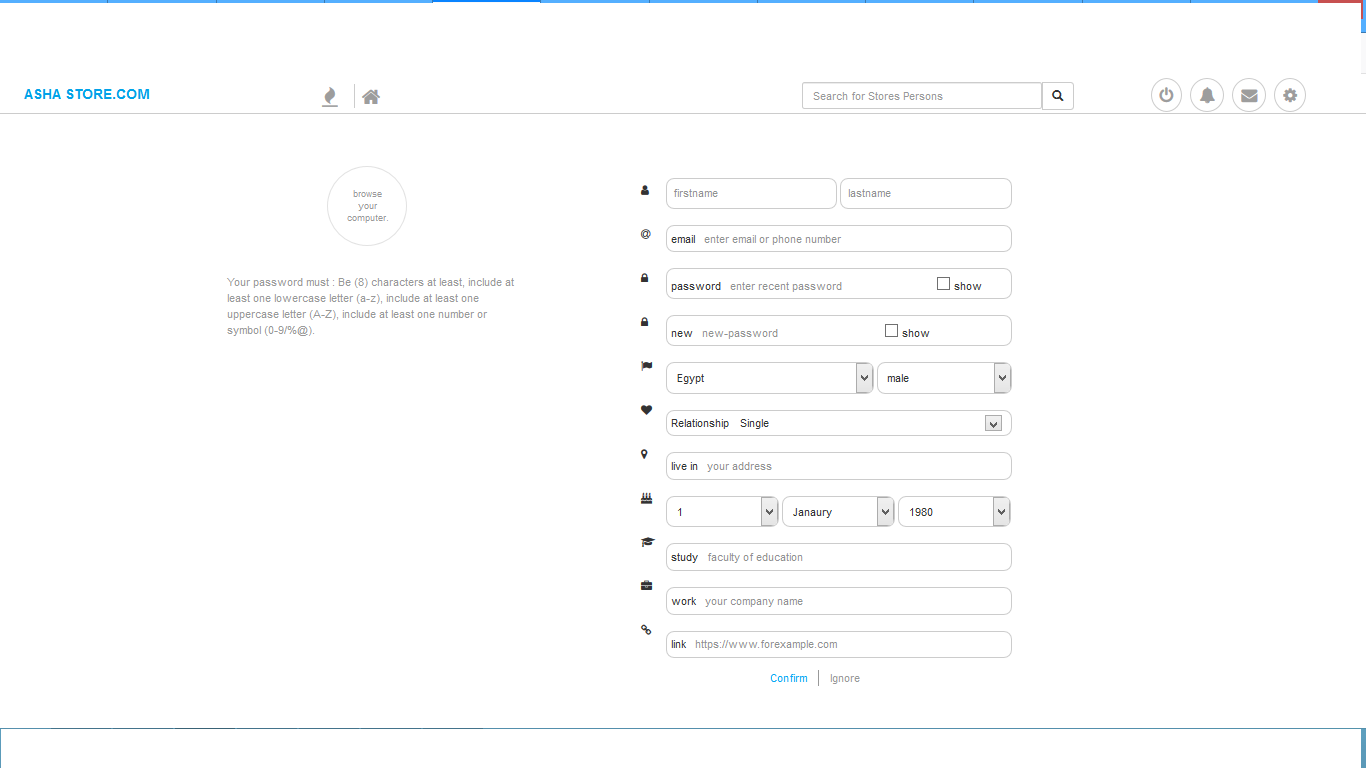 ASHA STORE.COM
Search for Stores Persons
browse
your
computer.
Your password must : Be (8) characters at least, include at
least one lowercase letter (a-z), include at least one
uppercase letter (A-Z), include at least one number or
symbol (0-9/%@).
firstname lastname
email enter email or phone number
password enter recent password show
new new-password show
Egypt male
Relationship Single
live in your address
1 Janaury 1980
study faculty of education
work your company name
link https://www.forexample.com
Confirm Ignore